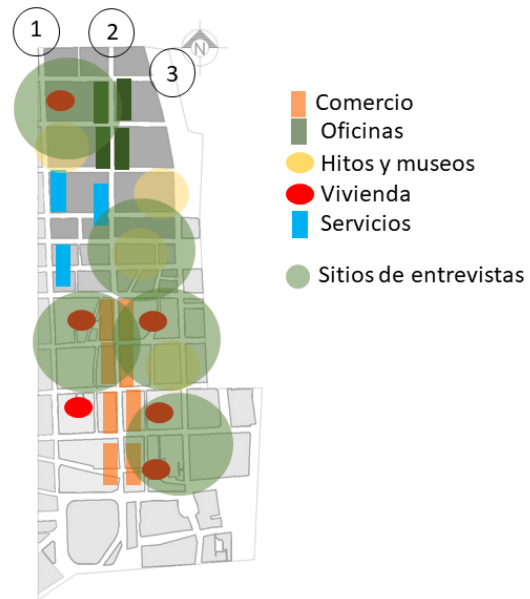 1
2
3
N
Comercio
Oficinas
Hitos y museos
Vivienda
Servicios
Sitios de entrevistas